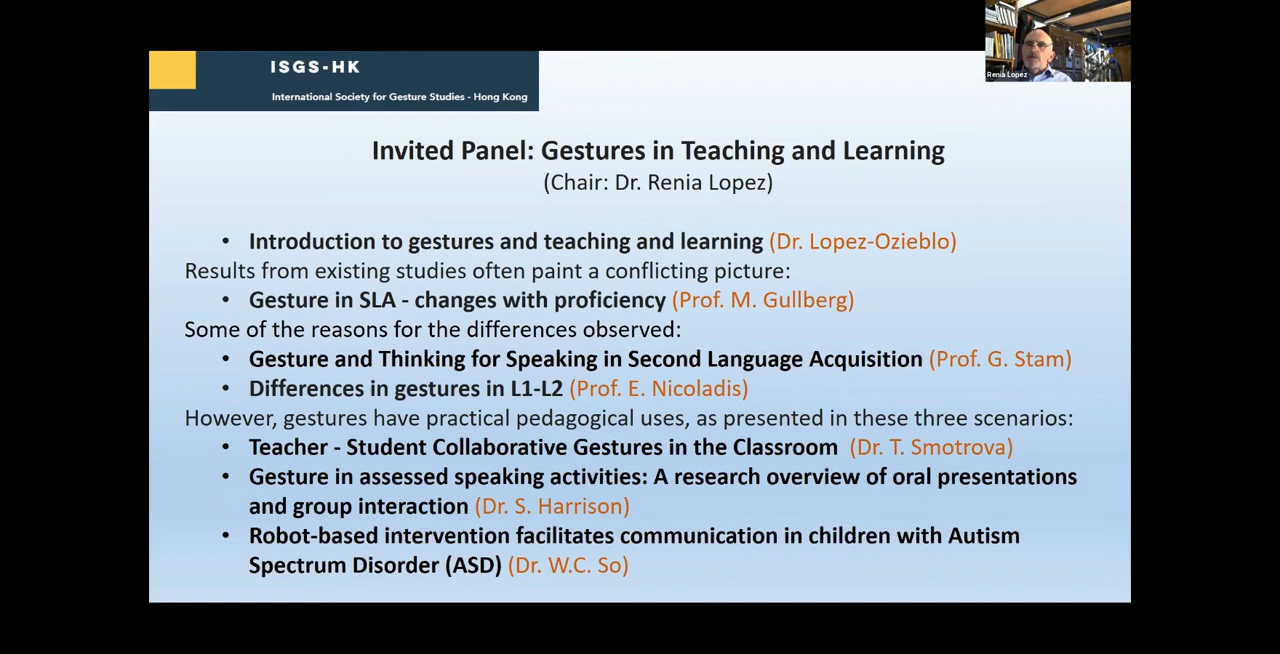 Renia Lopez
ISGS-HK
International Society for Gesture Studies - Hong Kong
Invited Panel: Gestures in Teaching and Learning
(Chair: Dr. Renia Lopez)
• Introduction to gestures and teaching and learning (Dr. Lopez-Ozieblo)
Results from existing studies often paint a conflicting picture:
• Gesture in SLA - changes with proficiency (Prof. M. Gullberg)
Some of the reasons for the differences observed:
• Gesture and Thinking for Speaking in Second Language Acquisition (Prof. G. Stam)
• Differences in gestures in L1-L2 (Prof. E. Nicoladis)
However, gestures have practical pedagogical uses, as presented in these three scenarios:
• Teacher - Student Collaborative Gestures in the Classroom (Dr. T. Smotrova)
• Gesture in assessed speaking activities: A research overview of oral presentations
and group interaction (Dr. S. Harrison)
• Robot-based intervention facilitates communication in children with Autism
Spectrum Disorder (ASD) (Dr. W.C. So)